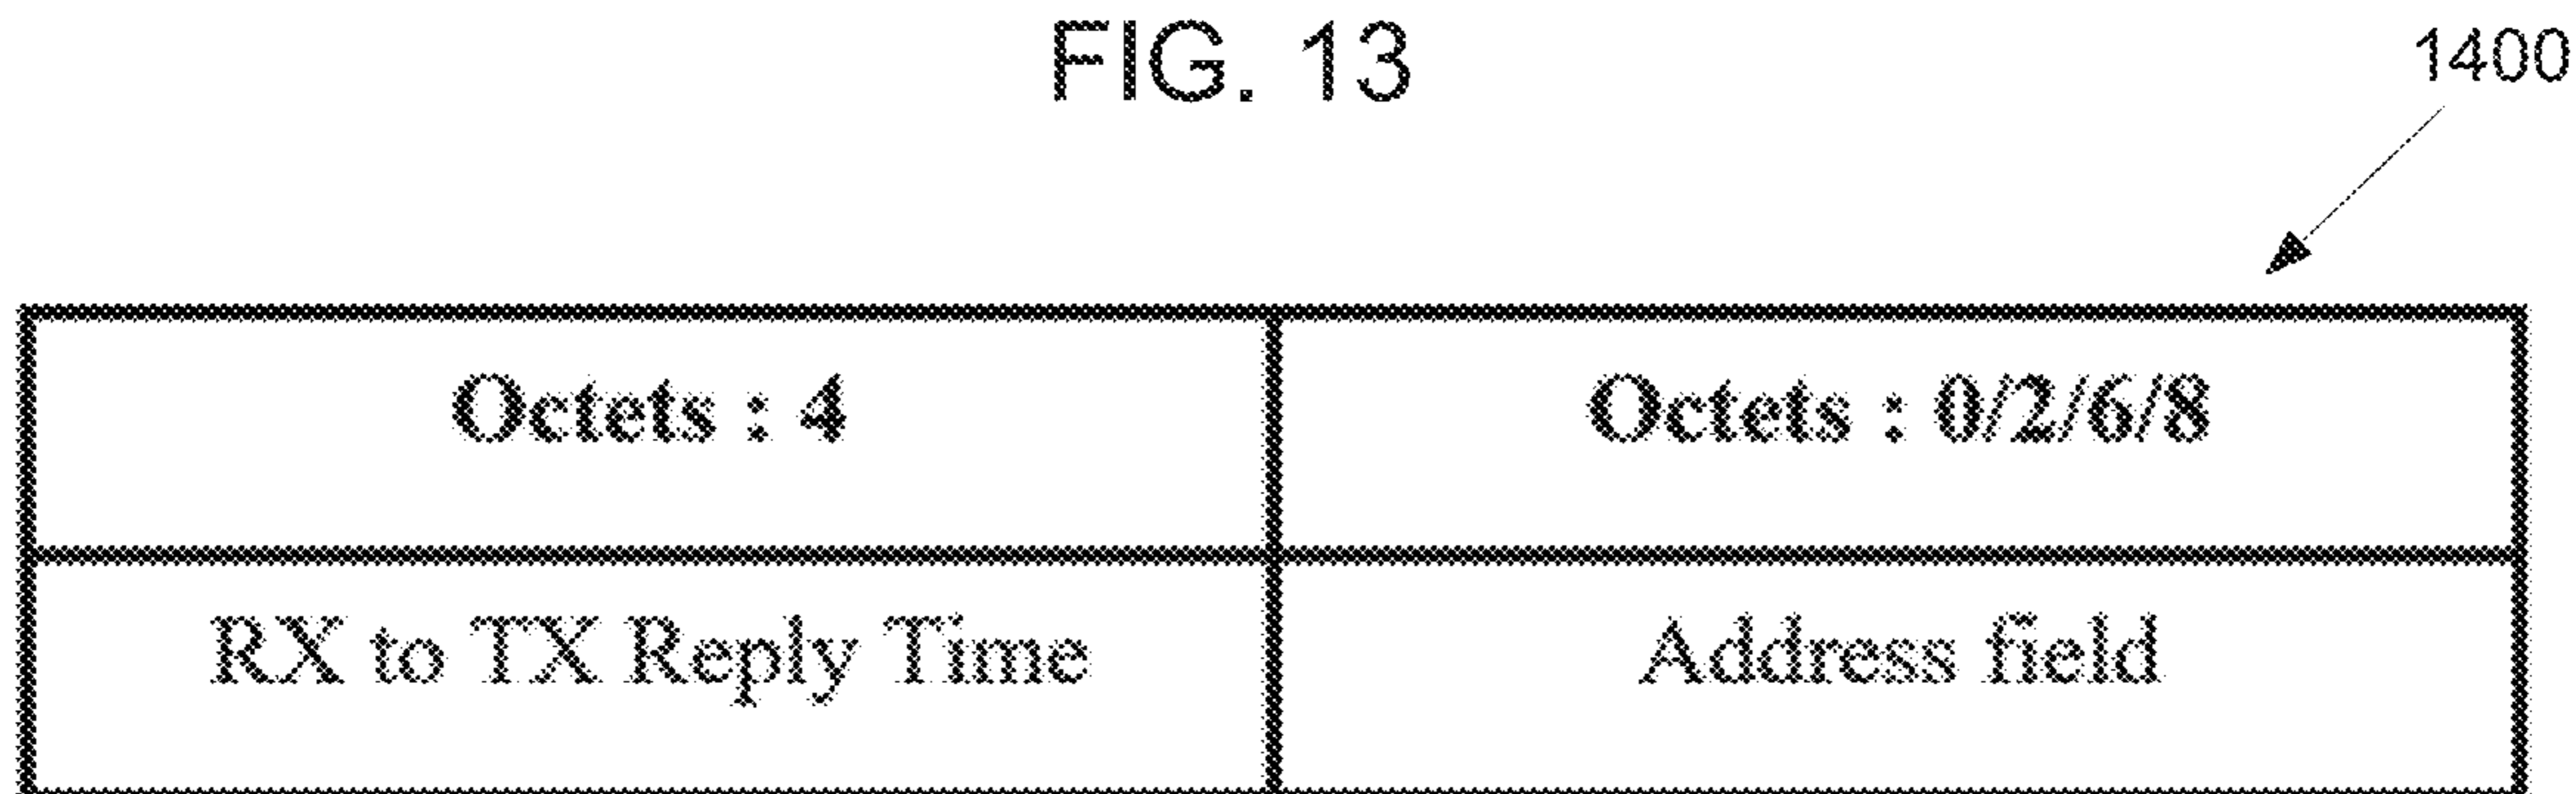 FIG. 13
1400
Octets : 4
Octets : 0/2/6/8
RX to TX Reply Time
Address field